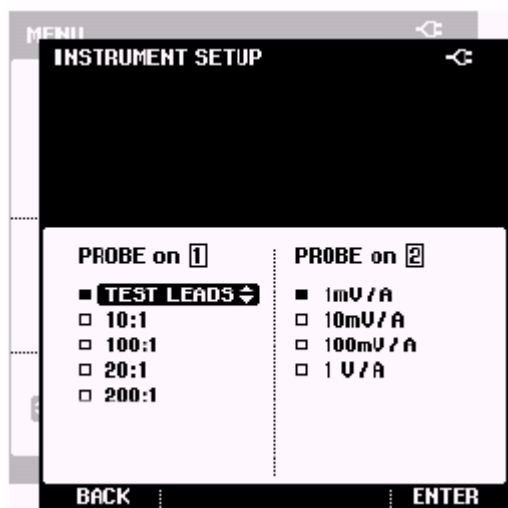 MENU
INSTRUMENT SETUP
PROBE on 1
TEST LEADS
10:1
100:1
20:1
200:1
PROBE on 2
1mV/A
10mV/A
100mV/A
1 V/A
BACK
ENTER